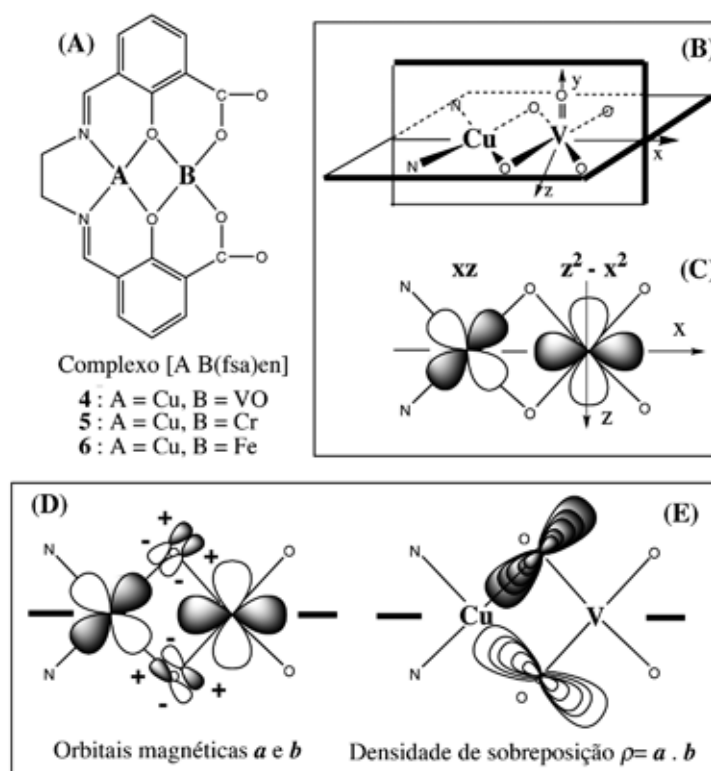 (A)
C
O
O
N
O
A
B
N
O
O
C
O
Complexo [A B(fsa)en]
4 : A = Cu, B = VO
5 : A = Cu, B = Cr
6 : A = Cu, B = Fe
(B)
y
N
O
O
O
Cu
V
x
N
O
O
z
xz
z² - x²
(C)
N
O
O
x
N
O
O
z
(D)
+
-
+
N
-
O
-
N
+
+
O
-
Orbitais magnéticas a e b
(E)
N
O
O
Cu
V
N
O
O
Densidade de sobreposição ρ= a . b